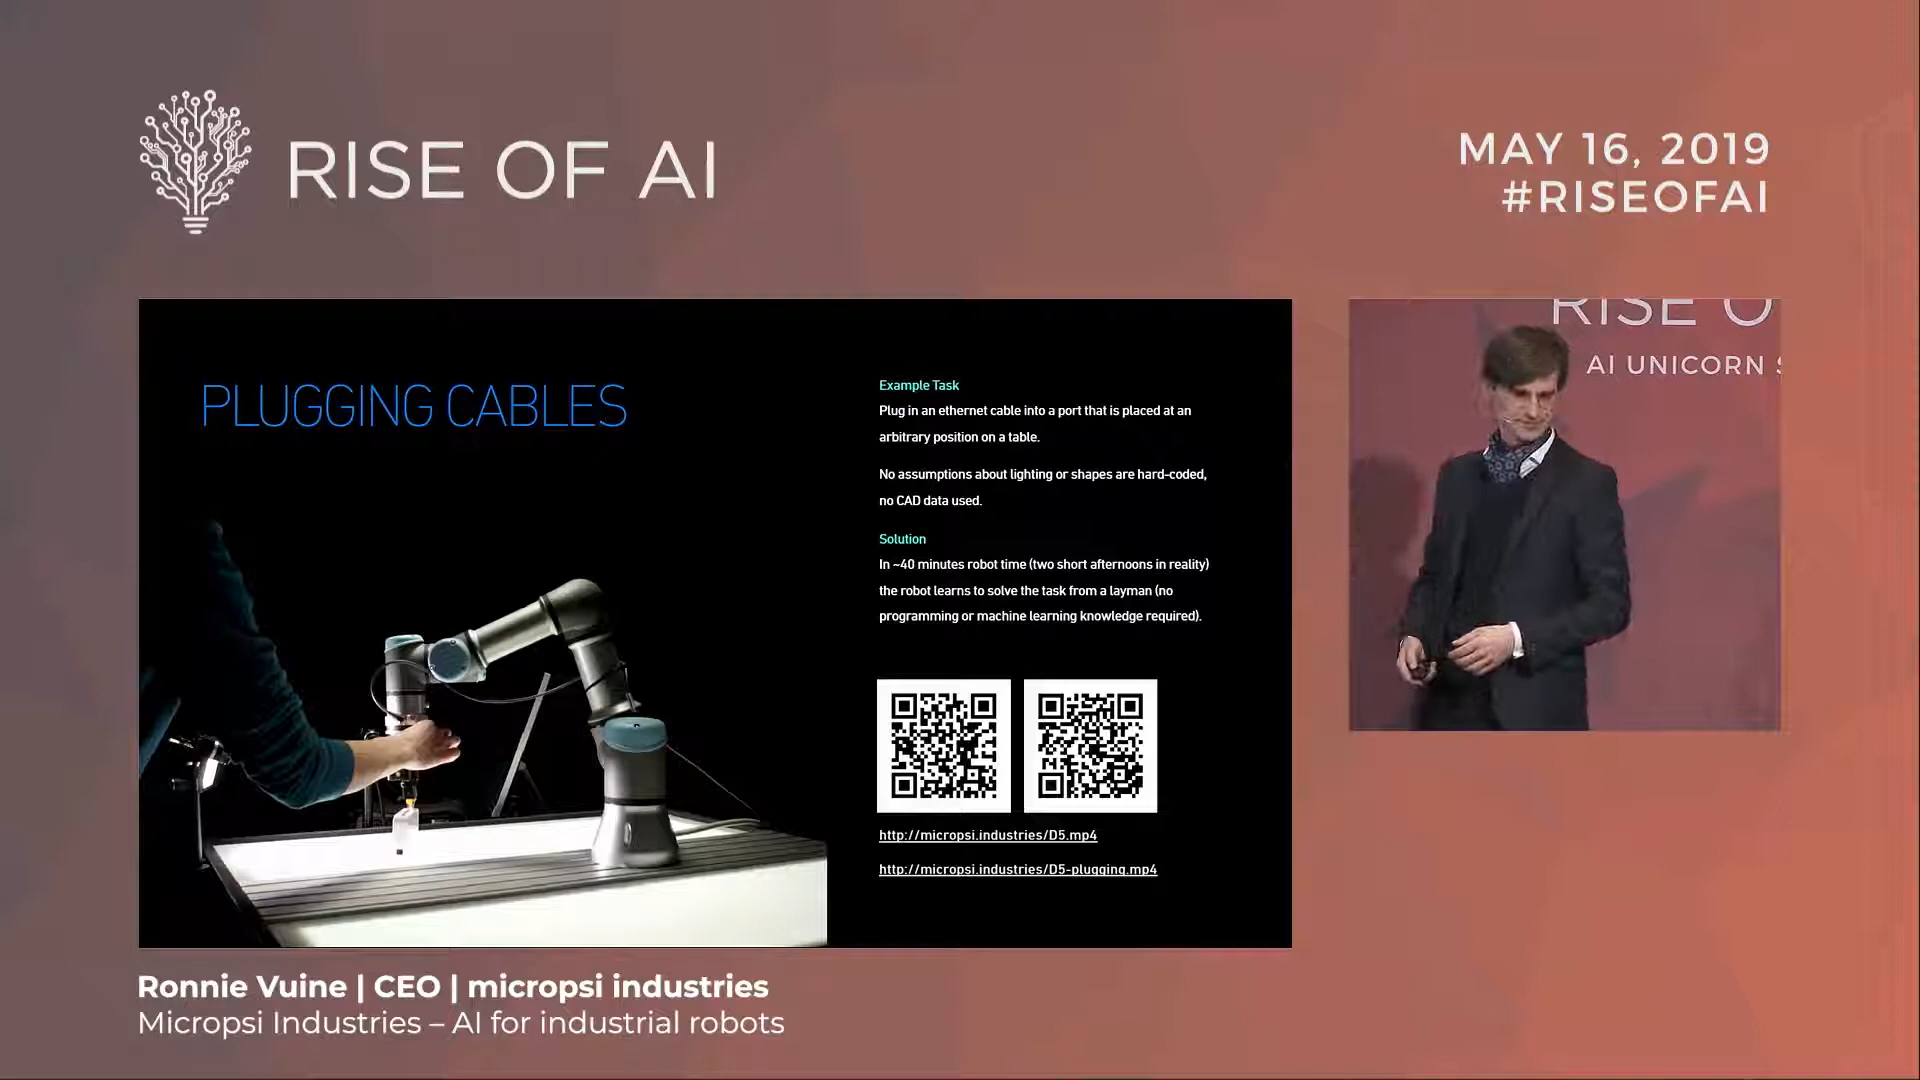 RISE OF AI
MAY 16, 2019
#RISEOFAI
PLUGGING CABLES
Example Task
Plug in an ethernet cable into a port that is placed at an
arbitrary position on a table.
No assumptions about lighting or shapes are hard-coded,
no CAD data used.
Solution
In ~40 minutes robot time (two short afternoons in reality)
the robot learns to solve the task from a layman (no
programming or machine learning knowledge required).
http://micropsi.industries/D5.mp4
http://micropsi.industries/D5-plugging.mp4
RISE O
AI UNICORN S
Ronnie Vuine | CEO | micropsi industries
Micropsi Industries – AI for industrial robots